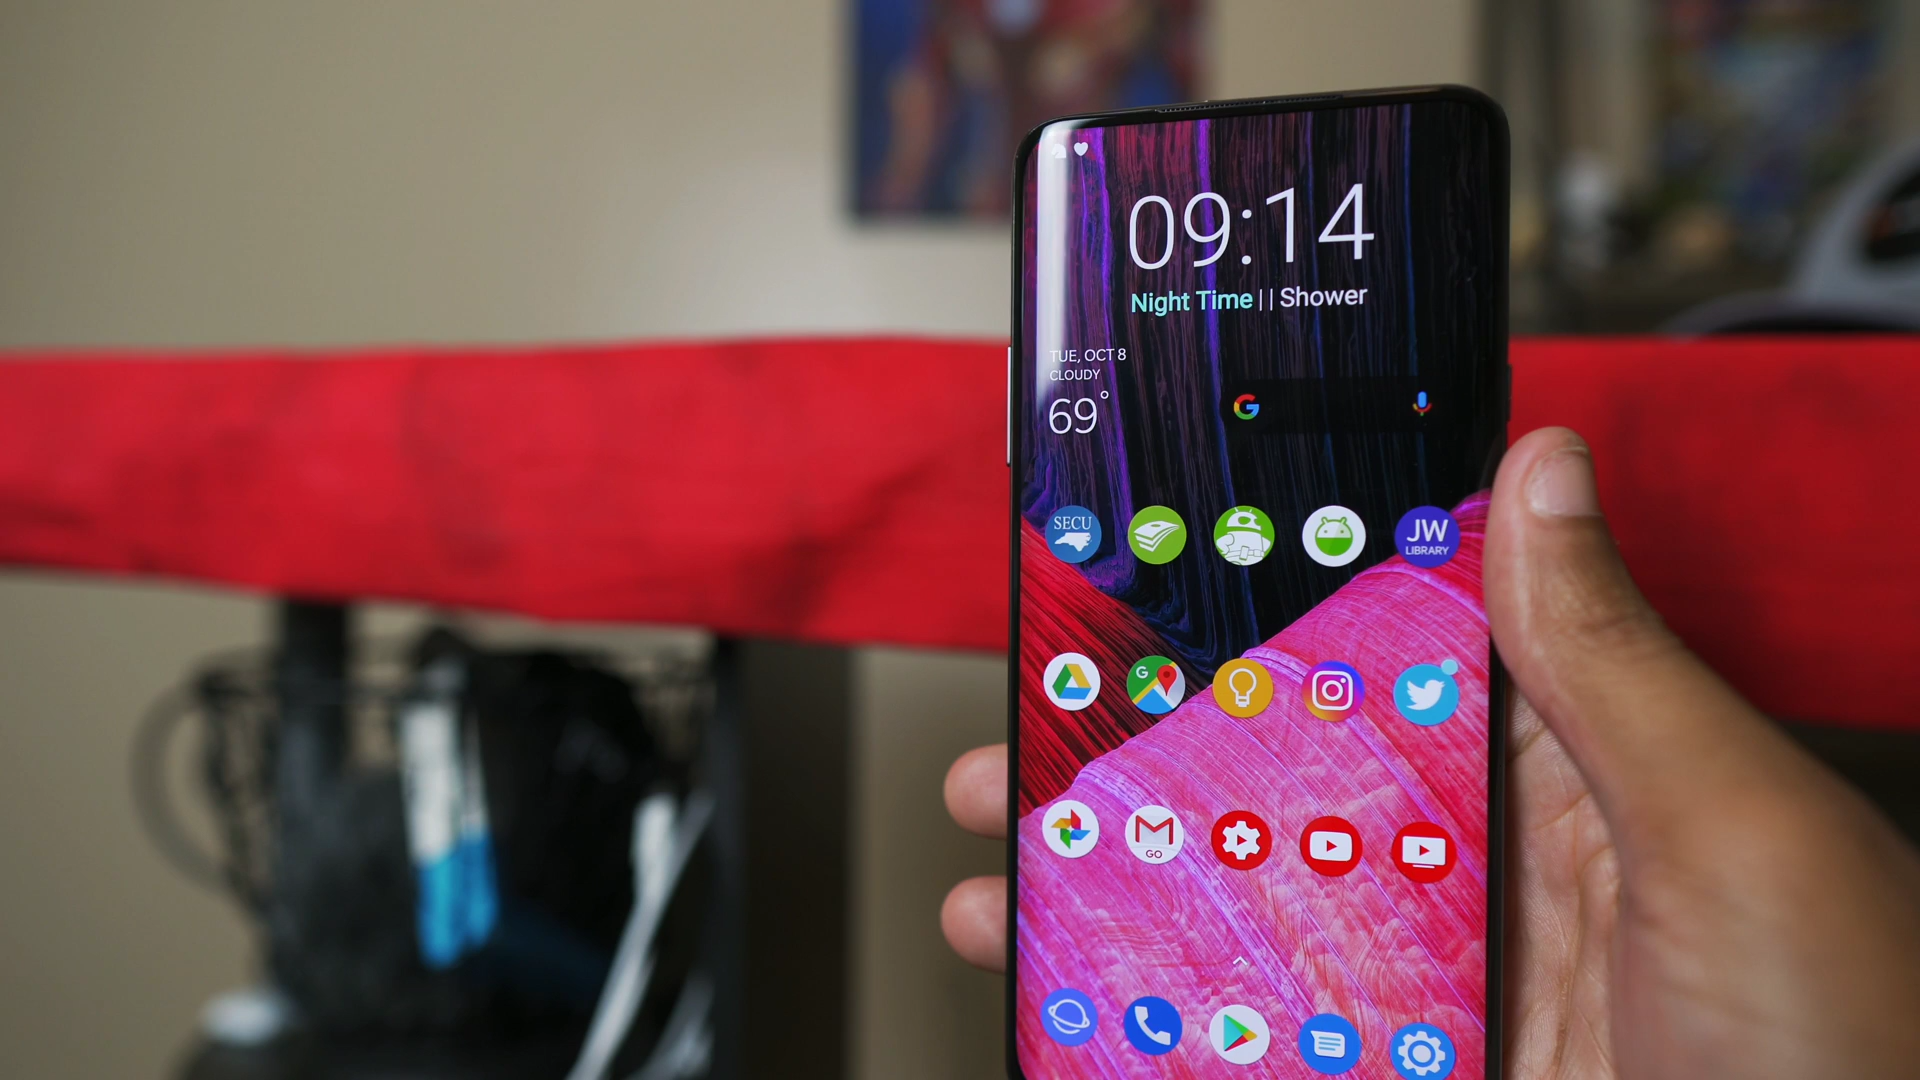 09:14
Night Time || Shower
TUE, OCT 8
CLOUDY
69°
G
SECU
JW
LIBRARY
G
M
GO